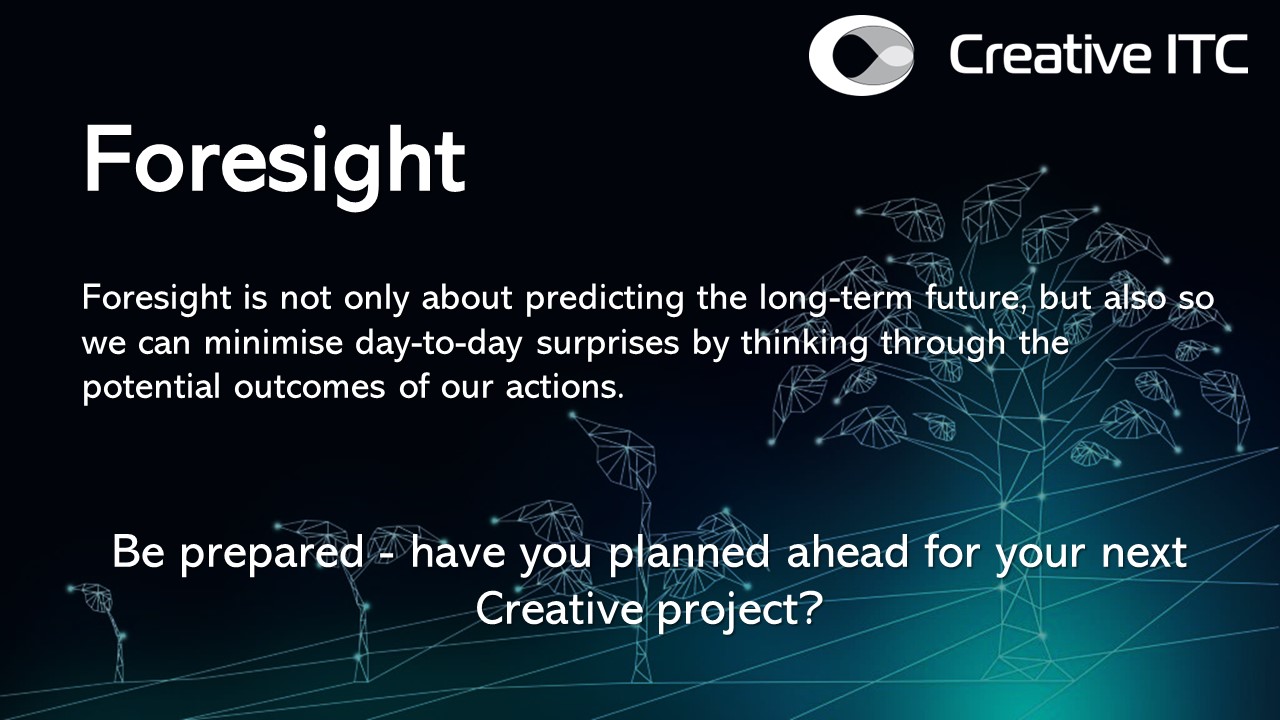 Creative ITC
Foresight
Foresight is not only about predicting the long-term future, but also so
we can minimise day-to-day surprises by thinking through the
potential outcomes of our actions.
Be prepared - have you planned ahead for your next
Creative project?